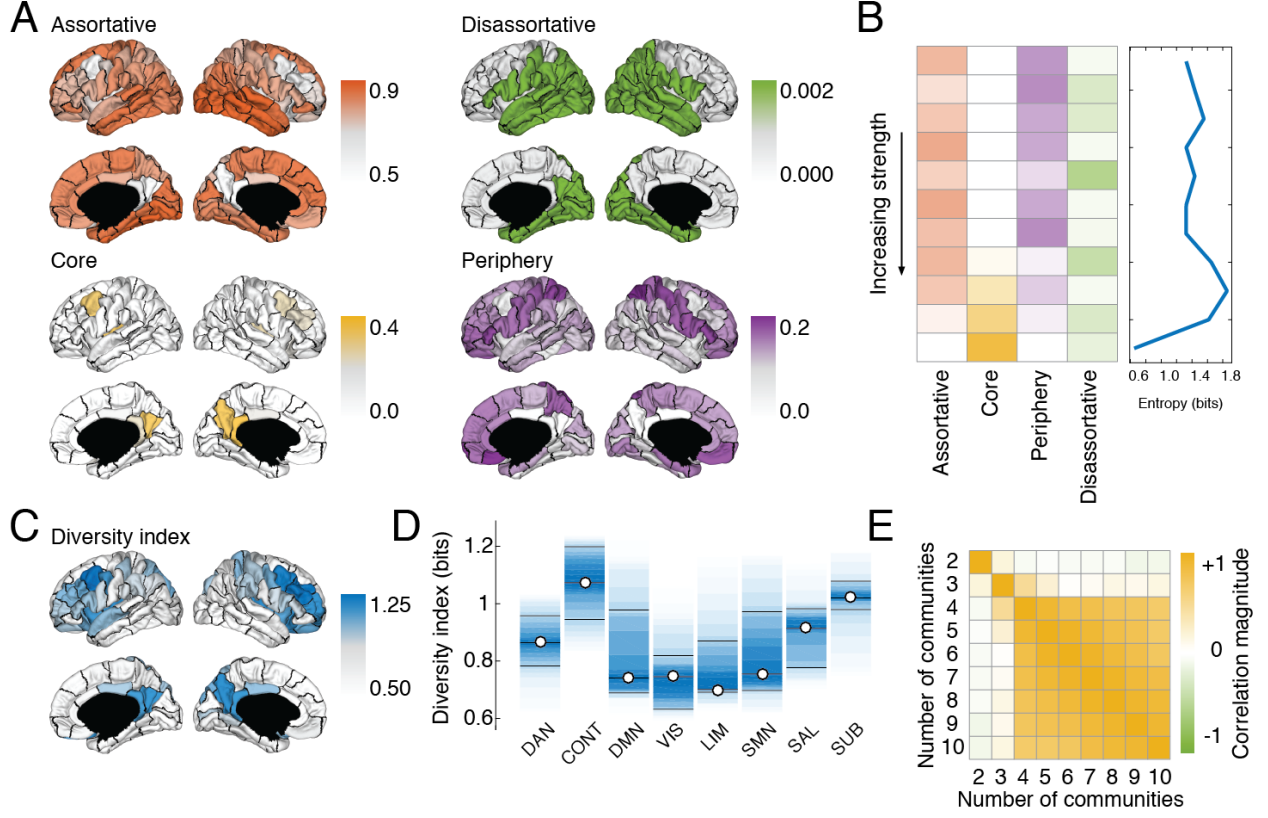 A
Assortative
0.9
0.5
Disassortative
0.002
0.000
Core
0.4
0.0
Periphery
0.2
0.0
B
Increasing strength
Assortative
Core
Periphery
Disassortative
0.6 1.0 1.4 1.8
Entropy (bits)
C
Diversity index
1.25
0.50
D
Diversity index (bits)
1.2
1
0.8
0.6
DAN
CONT
DMN
VIS
LIM
SMN
SAL
SUB
E
Number of communities
2
3
4
5
6
7
8
9
10
2 3 4 5 6 7 8 9 10
Number of communities
+1
0
-1
Correlation magnitude